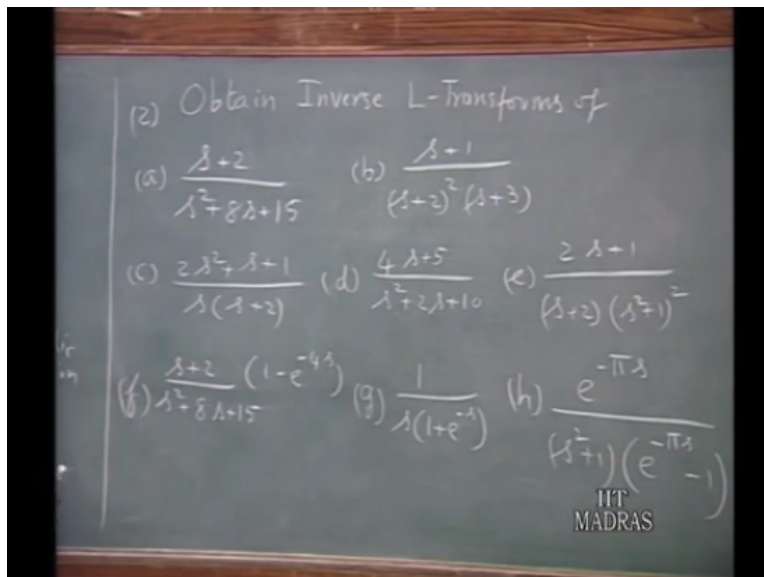 (2) Obtain Inverse L-Transforms of
(a) (s+2)/(s²+8s+15) (b) (s+1)/((s+2)²(s+3))
(c) (2s²+s+1)/(s(s+2)) (d) (4s+5)/(s²+2s+10) (e) (2s+1)/((s+2)(s²+1)²)
(f) (s+2)/(s²+8s+15) (1-e^{-4s}) (g) 1/(s(1+e^{-s})) (h) e^{-πs}/((s²+1)(e^{-πs}-1))
IIT
MADRAS